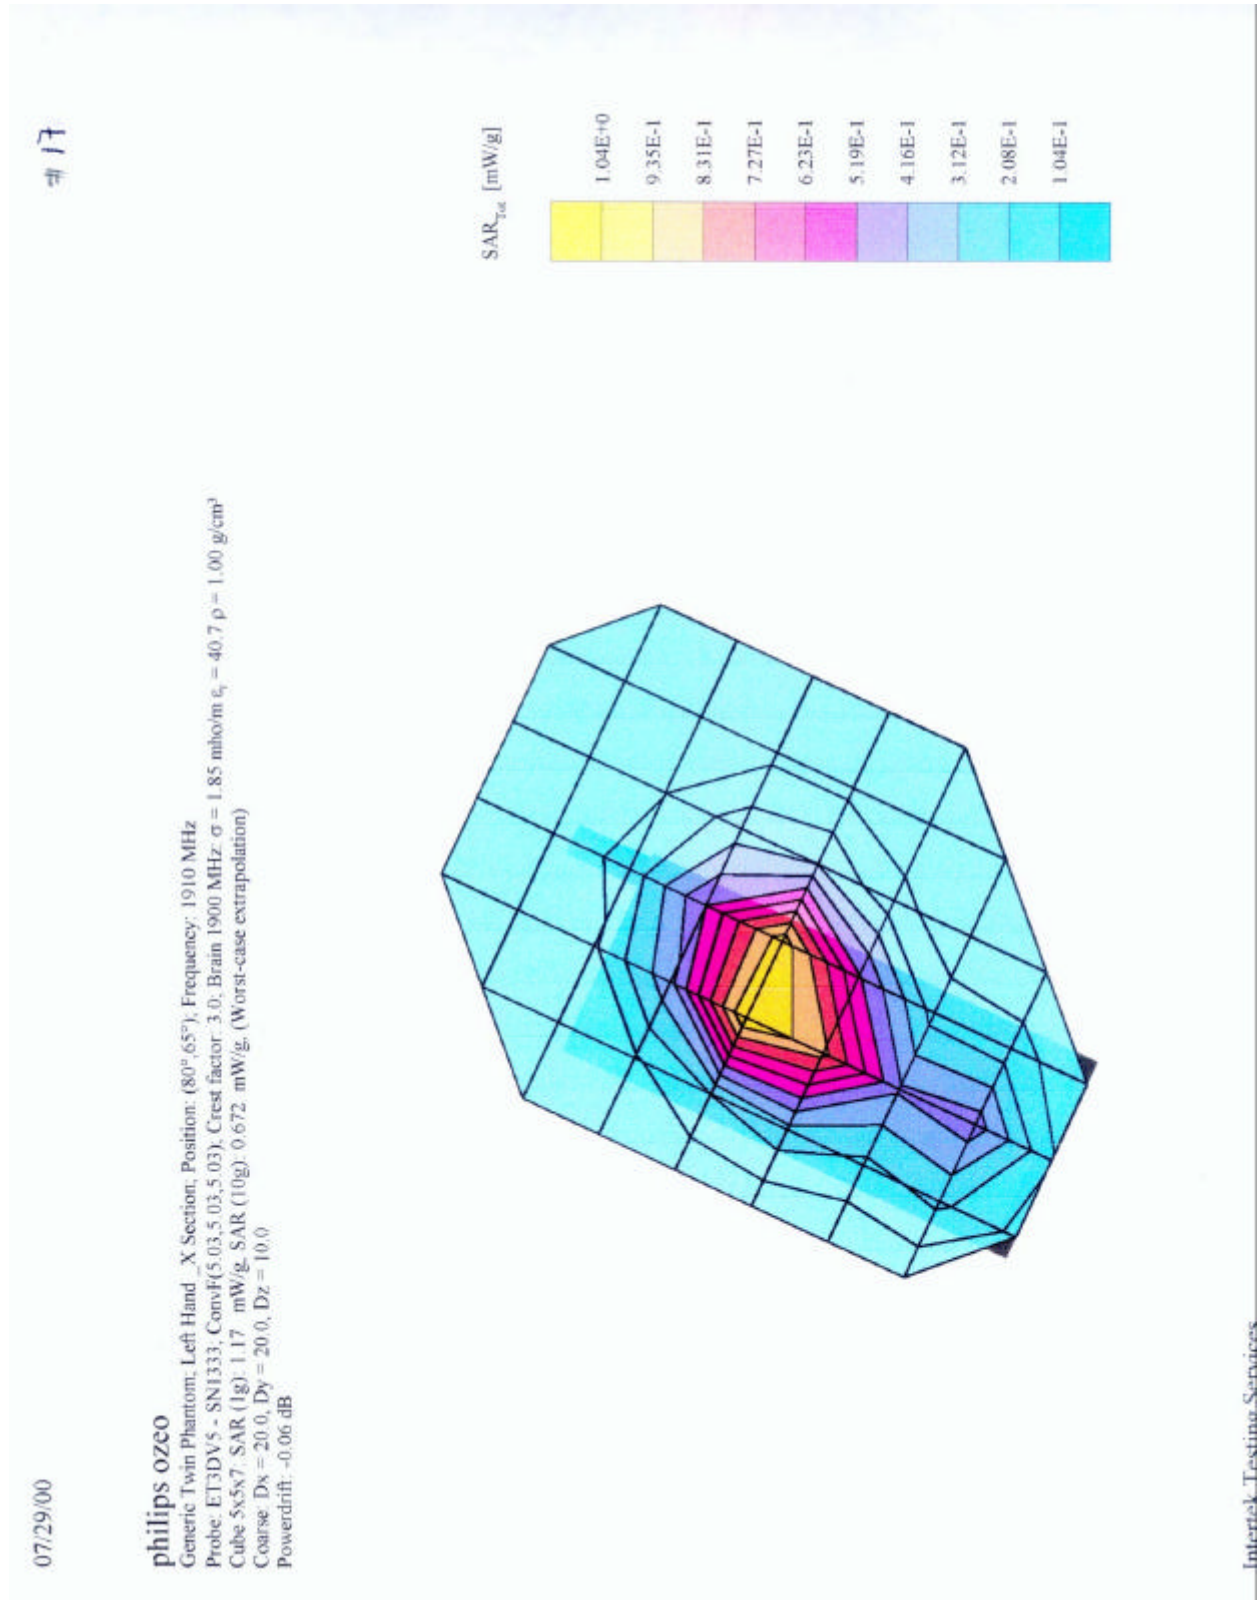 07/29/00
# 17
philips ozeo
Generic Twin Phantom; Left Hand _X Section; Position: (80°,65°); Frequency: 1910 MHz
Probe: ET3DV5 - SN1333; ConvF(5.03,5.03,5.03); Crest factor: 3.0; Brain 1900 MHz: σ = 1.85 mho/m εr = 40.7 ρ = 1.00 g/cm³
Cube 5x5x7: SAR (1g): 1.17 mW/g, SAR (10g): 0.672 mW/g, (Worst-case extrapolation)
Coarse: Dx = 20.0, Dy = 20.0, Dz = 10.0
Powerdrift: -0.06 dB
SARTot [mW/g]
1.04E+0
9.35E-1
8.31E-1
7.27E-1
6.23E-1
5.19E-1
4.16E-1
3.12E-1
2.08E-1
1.04E-1
Intertek Testing Services